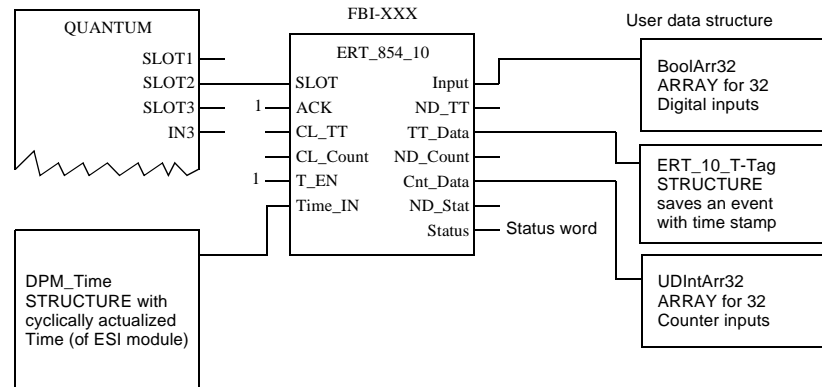 QUANTUM
SLOT1
SLOT2
SLOT3
IN3
FBI-XXX
ERT_854_10
SLOT
1 ACK
CL_TT
CL_Count
1 T_EN
Time_IN
Input
ND_TT
TT_Data
ND_Count
Cnt_Data
ND_Stat
Status
Status word
User data structure
BoolArr32
ARRAY for 32
Digital inputs
ERT_10_T-Tag
STRUCTURE
saves an event
with time stamp
UDIntArr32
ARRAY for 32
Counter inputs
DPM_Time
STRUCTURE with
cyclically actualized
Time (of ESI module)